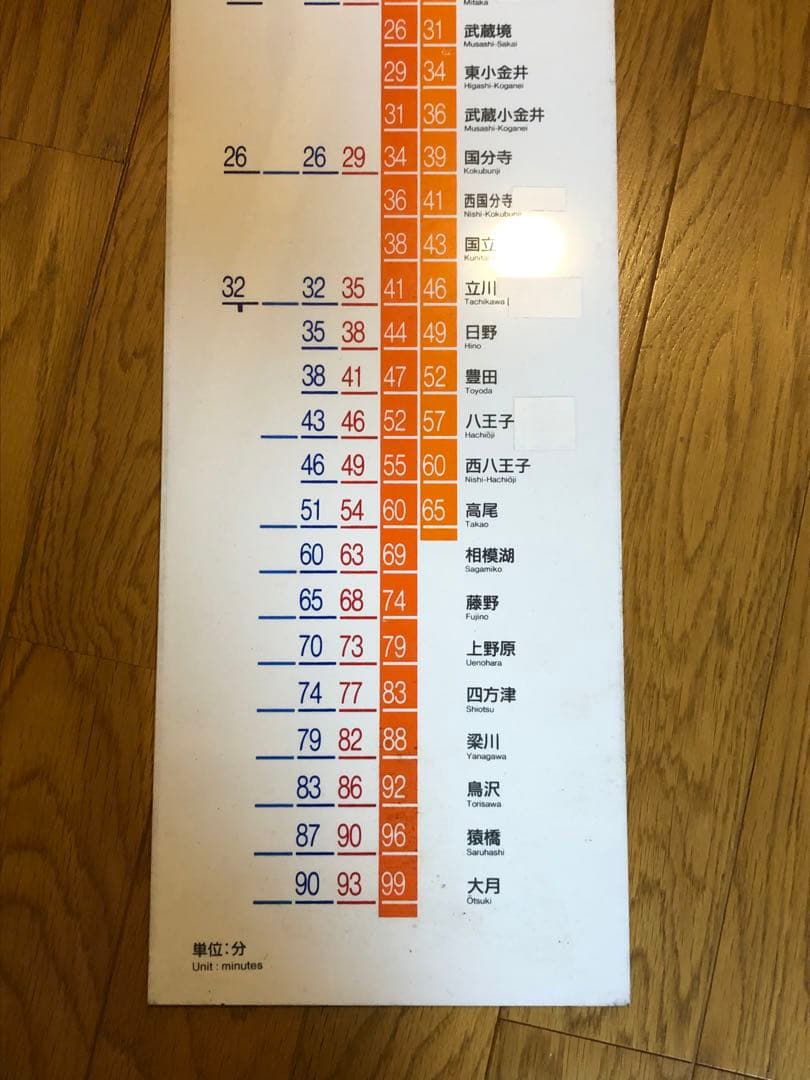 Mitaka
26 31 武蔵境
Musashi-Sakai
29 34 東小金井
Higashi-Koganei
31 36 武蔵小金井
Musashi-Koganei
26 26 29 34 39 国分寺
Kokubunji
36 41 西国分寺
Nishi-Kokubunji
38 43 国立
32 32 35 41 46 立川
Tachikawa
35 38 44 49 日野
Hino
38 41 47 52 豊田
Toyoda
43 46 52 57 八王子
Hachiōji
46 49 55 60 西八王子
Nishi-Hachiōji
51 54 60 65 高尾
Takao
60 63 69 相模湖
Sagamiko
65 68 74 藤野
Fujino
70 73 79 上野原
Uenohara
74 77 83 四方津
Shiotsu
79 82 88 梁川
Yanagawa
83 86 92 鳥沢
Torisawa
87 90 96 猿橋
Saruhashi
90 93 99 大月
Ōtsuki
単位:分
Unit : minutes